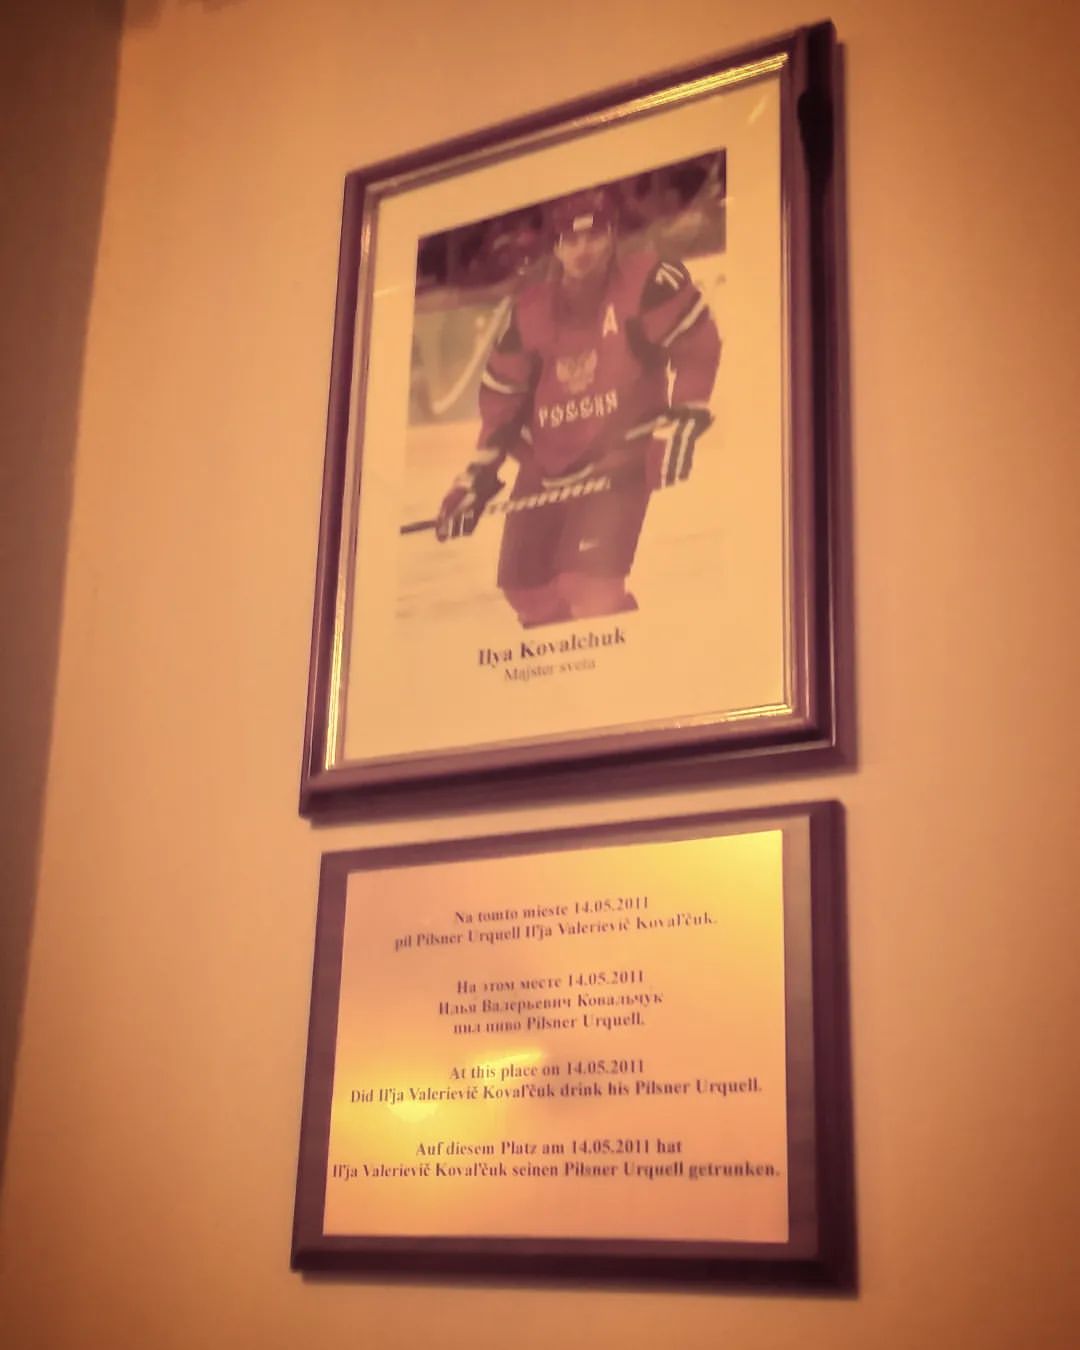 71
A
РОССИЯ
Ilya Kovalchuk
Majster sveta
Na tomto mieste 14.05.2011
pil Pilsner Urquell Il'ja Valerievič Koval'čuk.
На этом месте 14.05.2011
Илья Валерьевич Ковальчук
пил пиво Pilsner Urquell.
At this place on 14.05.2011
Did Il'ja Valerievič Koval'čuk drink his Pilsner Urquell.
Auf diesem Platz am 14.05.2011 hat
Il'ja Valerievič Koval'čuk seinen Pilsner Urquell getrunken.